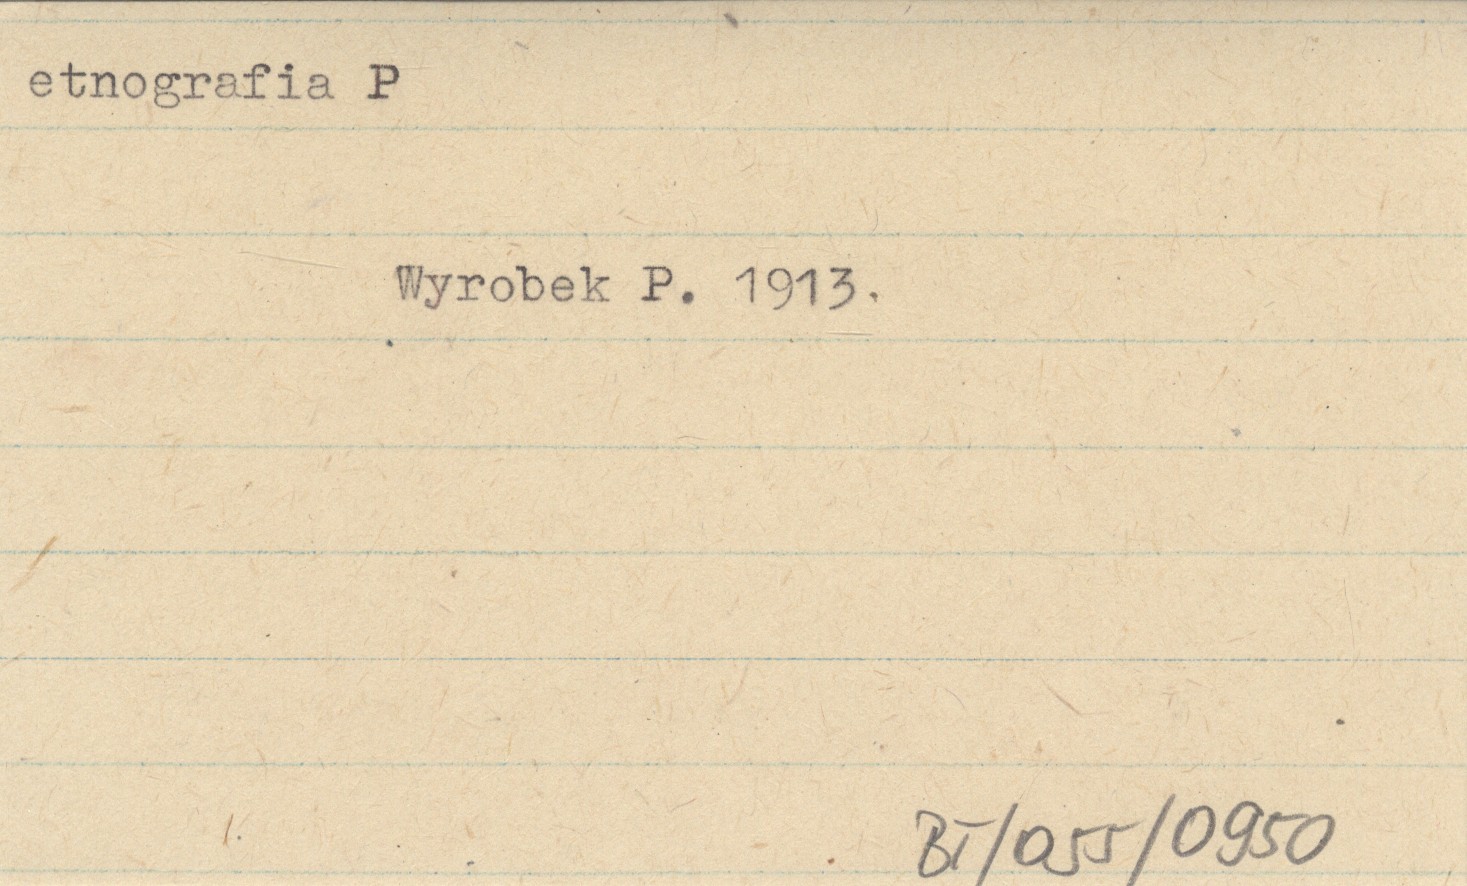 etnografia P
Wyrobek P. 1913.
BI/055/0950